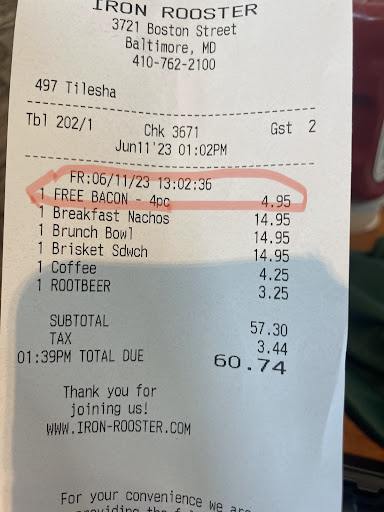 IRON ROOSTER
3721 Boston Street
Baltimore, MD
410-762-2100
497 Tilesha
Tbl 202/1 Chk 3671 Gst 2
Jun11'23 01:02PM
FR:06/11/23 13:02:36
1 FREE BACON - 4pc 4.95
1 Breakfast Nachos 14.95
1 Brunch Bowl 14.95
1 Brisket Sdwch 14.95
1 Coffee 4.25
1 ROOTBEER 3.25
SUBTOTAL 57.30
TAX 3.44
01:39PM TOTAL DUE 60.74
Thank you for
joining us!
WWW.IRON-ROOSTER.COM
For your convenience we are
providing the